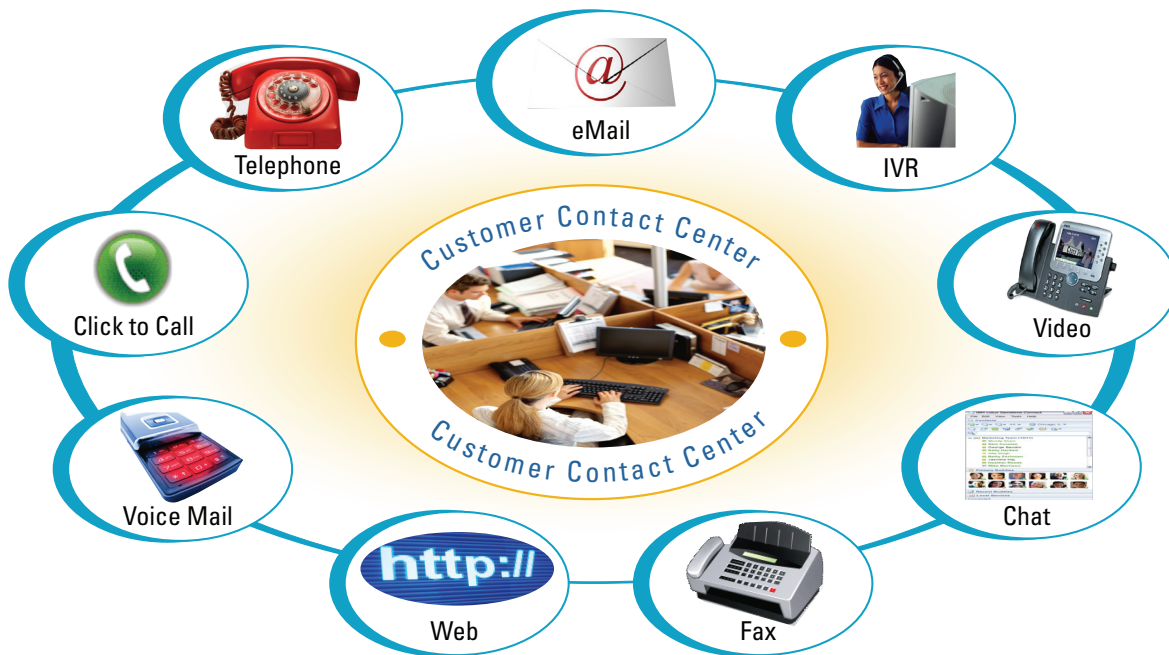 eMail
Telephone
IVR
Customer Contact Center
Click to Call
Video
Customer Contact Center
Voice Mail
Chat
http://
Web
Fax